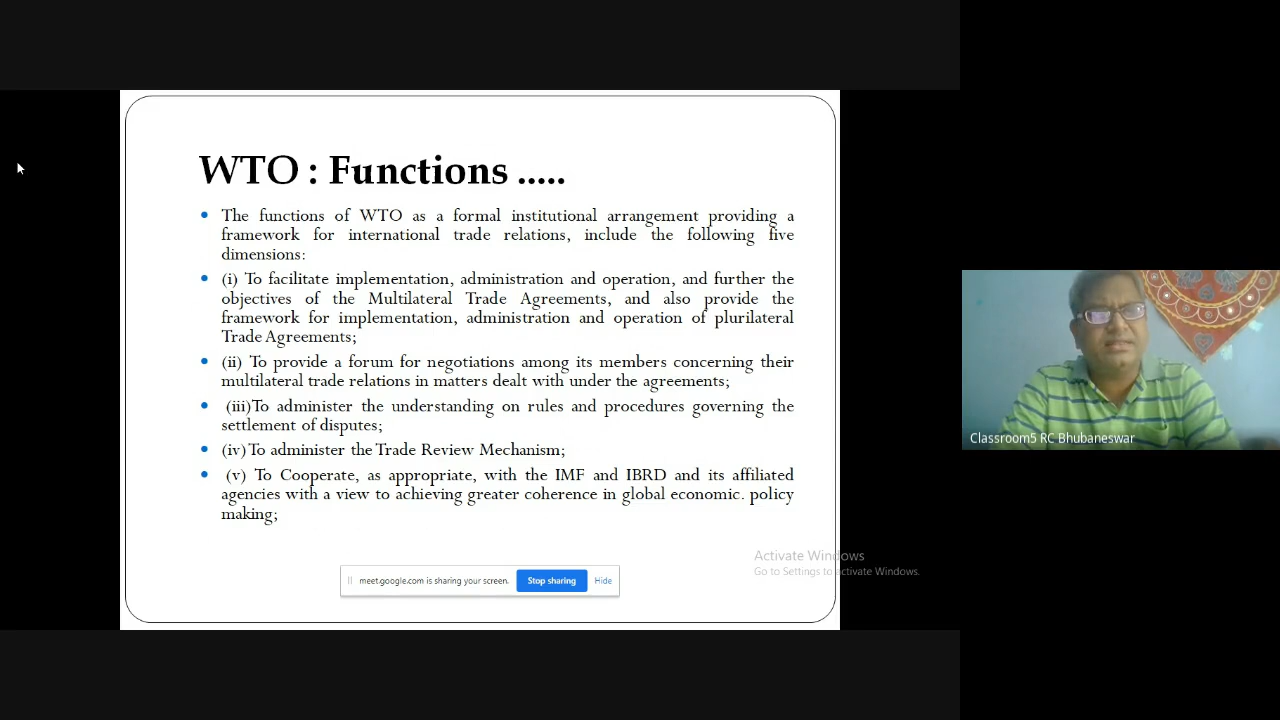 WTO : Functions .....
The functions of WTO as a formal institutional arrangement providing a
framework for international trade relations, include the following five
dimensions:
(i) To facilitate implementation, administration and operation, and further the
objectives of the Multilateral Trade Agreements, and also provide the
framework for implementation, administration and operation of plurilateral
Trade Agreements;
(ii) To provide a forum for negotiations among its members concerning their
multilateral trade relations in matters dealt with under the agreements;
(iii)To administer the understanding on rules and procedures governing the
settlement of disputes;
(iv)To administer the Trade Review Mechanism;
(v) To Cooperate, as appropriate, with the IMF and IBRD and its affiliated
agencies with a view to achieving greater coherence in global economic. policy
making;
meet.google.com is sharing your screen. Stop sharing Hide
Activate Windows
Go to Settings to activate Windows.
Classroom5 RC Bhubaneswar